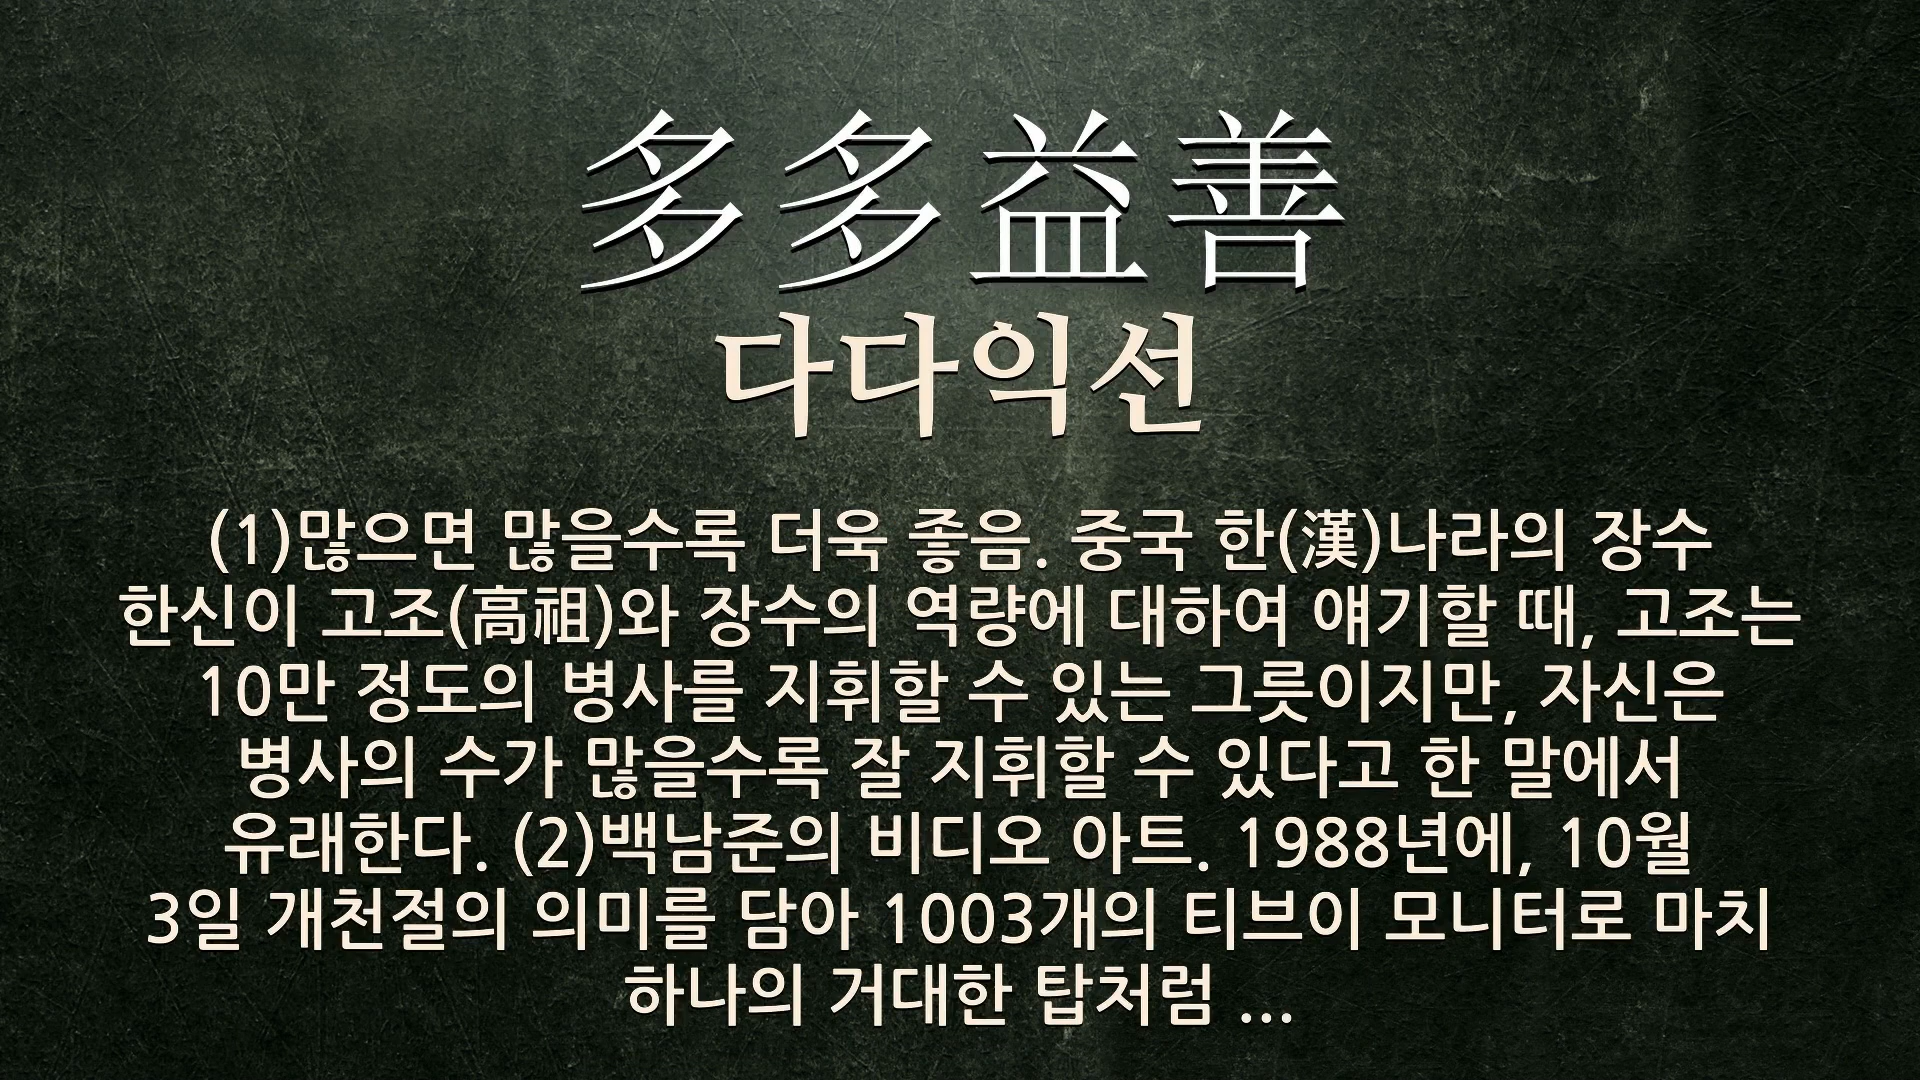 多多益善
다다익선
(1)많으면 많을수록 더욱 좋음. 중국 한(漢)나라의 장수
한신이 고조(高祖)와 장수의 역량에 대하여 얘기할 때, 고조는
10만 정도의 병사를 지휘할 수 있는 그릇이지만, 자신은
병사의 수가 많을수록 잘 지휘할 수 있다고 한 말에서
유래한다. (2)백남준의 비디오 아트. 1988년에, 10월
3일 개천절의 의미를 담아 1003개의 티브이 모니터로 마치
하나의 거대한 탑처럼 ...